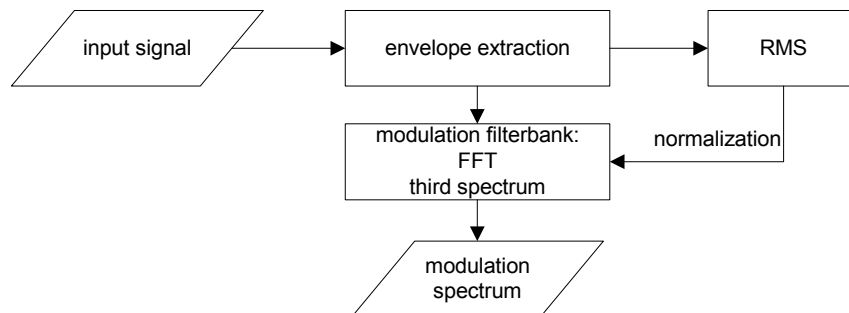 input signal
envelope extraction
RMS
modulation filterbank:
FFT
third spectrum
normalization
modulation
spectrum